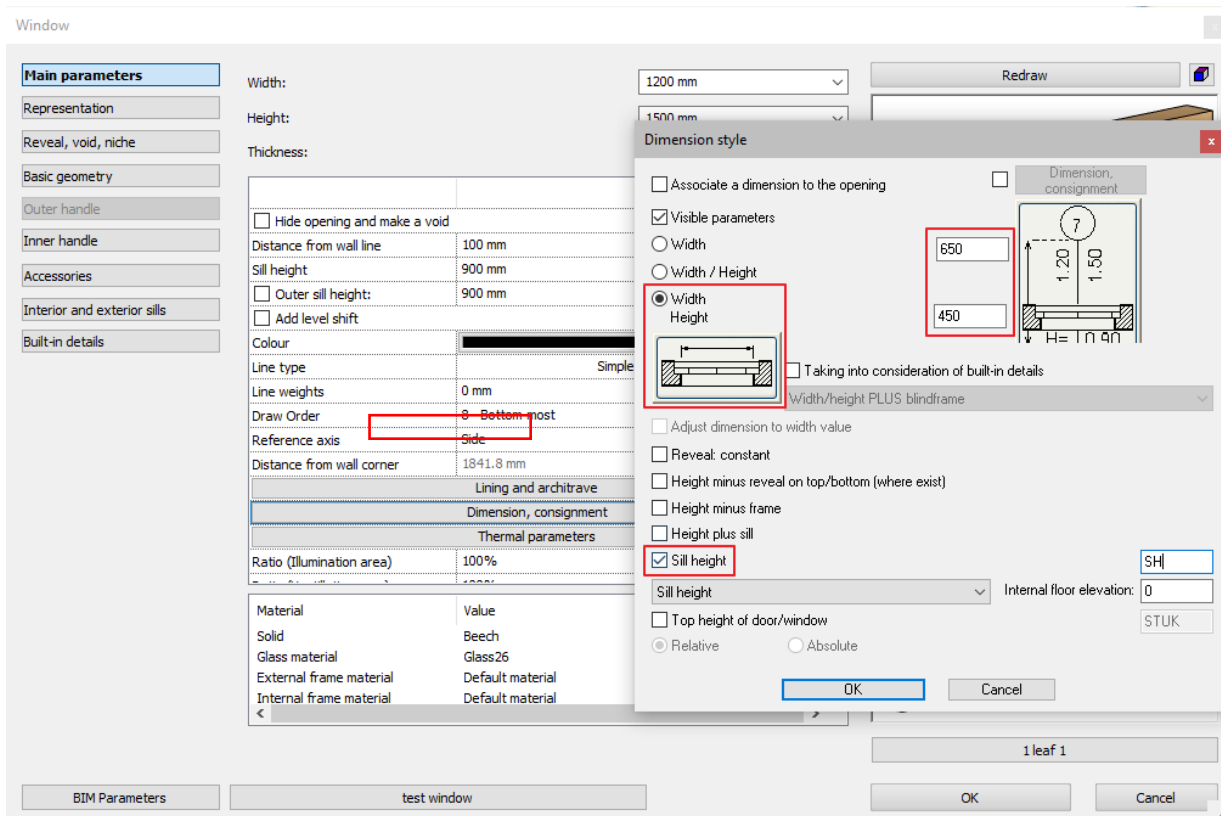 Window
Main parameters
Representation
Reveal, void, niche
Basic geometry
Outer handle
Inner handle
Accessories
Interior and exterior sills
Built-in details
Width:
1200 mm
Height:
1500 mm
Thickness:
Hide opening and make a void
Distance from wall line
100 mm
Sill height
900 mm
Outer sill height:
900 mm
Add level shift
Colour
Line type
Simple
Line weights
0 mm
Draw Order
8 - Bottom most
Reference axis
Side
Distance from wall corner
1841.8 mm
Lining and architrave
Dimension, consignment
Thermal parameters
Ratio (Illumination area)
100%
Material
Value
Solid
Beech
Glass material
Glass26
External frame material
Default material
Internal frame material
Default material
BIM Parameters
test window
Redraw
1 leaf 1
OK
Cancel
Dimension style
x
Associate a dimension to the opening
Dimension,
consignment
Visible parameters
Width
650
Width / Height
Width
Height
450
7
1.20
1.50
H= 0.90
Taking into consideration of built-in details
Width/height PLUS blindframe
Adjust dimension to width value
Reveal: constant
Height minus reveal on top/bottom (where exist)
Height minus frame
Height plus sill
Sill height
SH
Sill height
Internal floor elevation:
0
Top height of door/window
STUK
Relative
Absolute
OK
Cancel